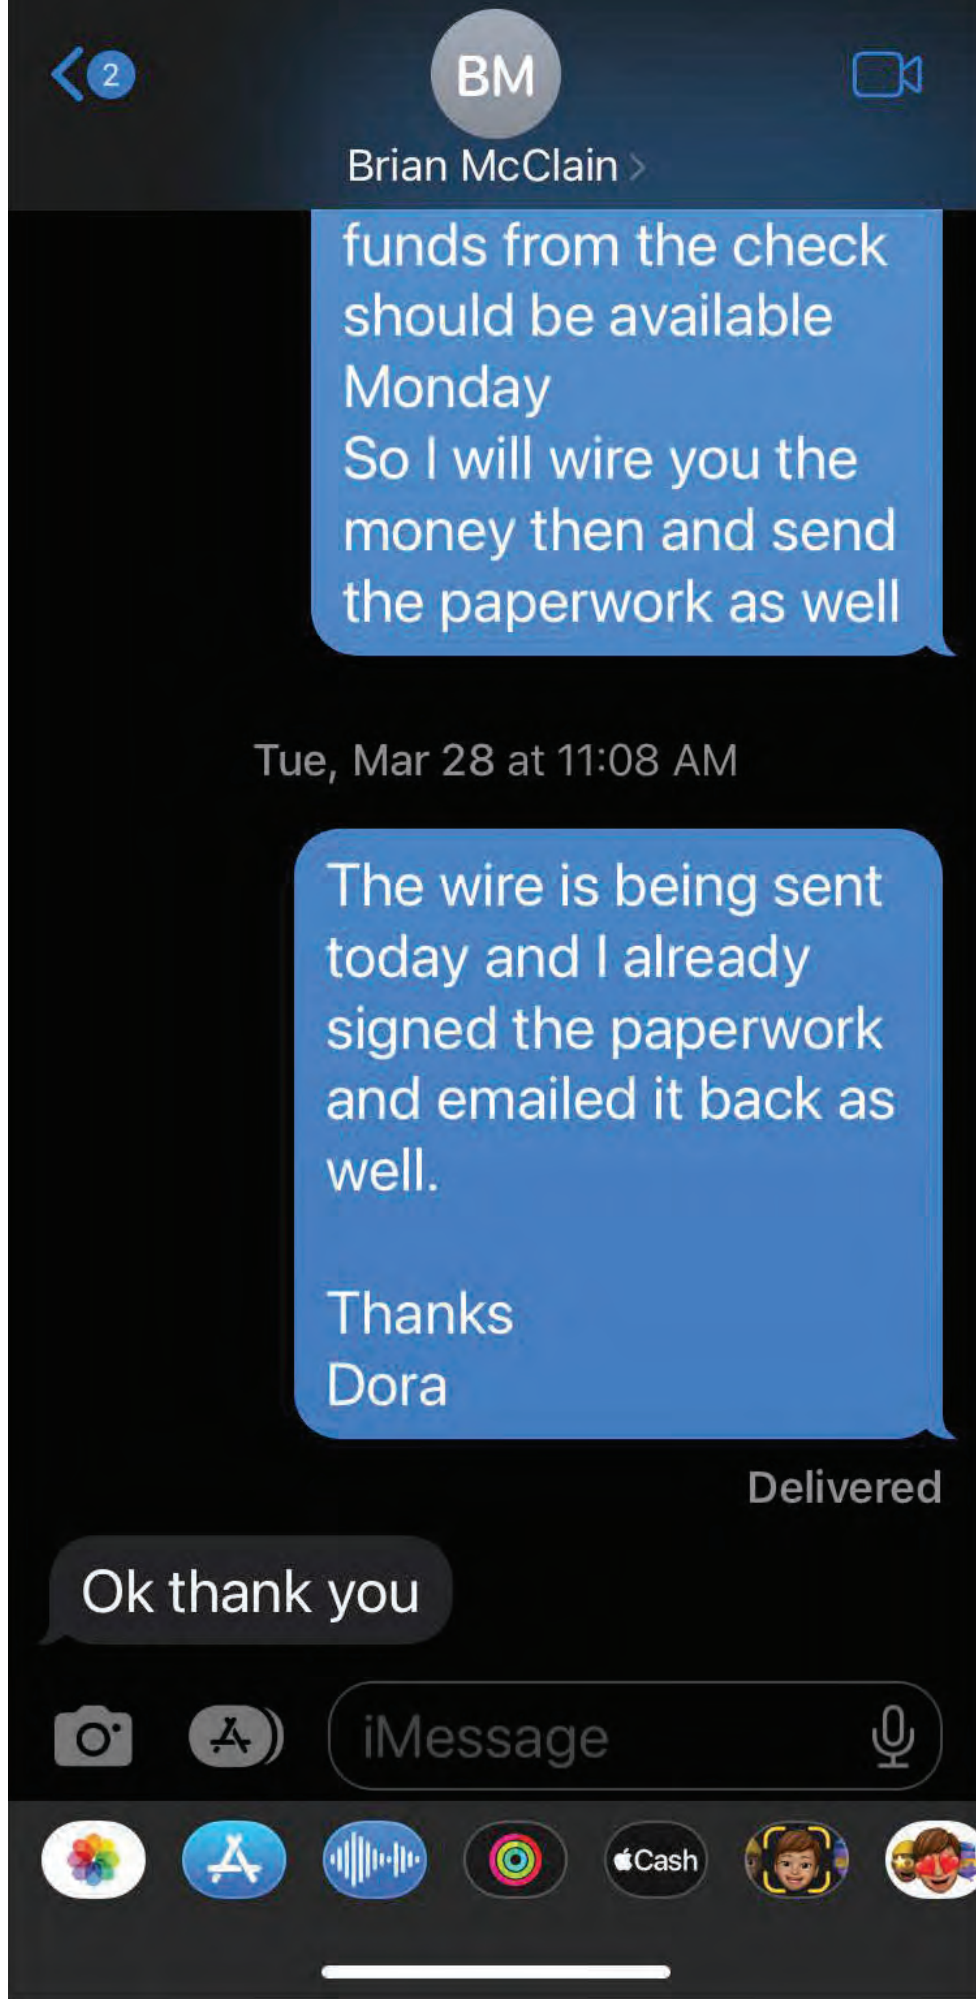 2
BM
Brian McClain
funds from the check
should be available
Monday
So I will wire you the
money then and send
the paperwork as well
Tue, Mar 28 at 11:08 AM
The wire is being sent
today and I already
signed the paperwork
and emailed it back as
well.
Thanks
Dora
Delivered
Ok thank you
iMessage
Cash